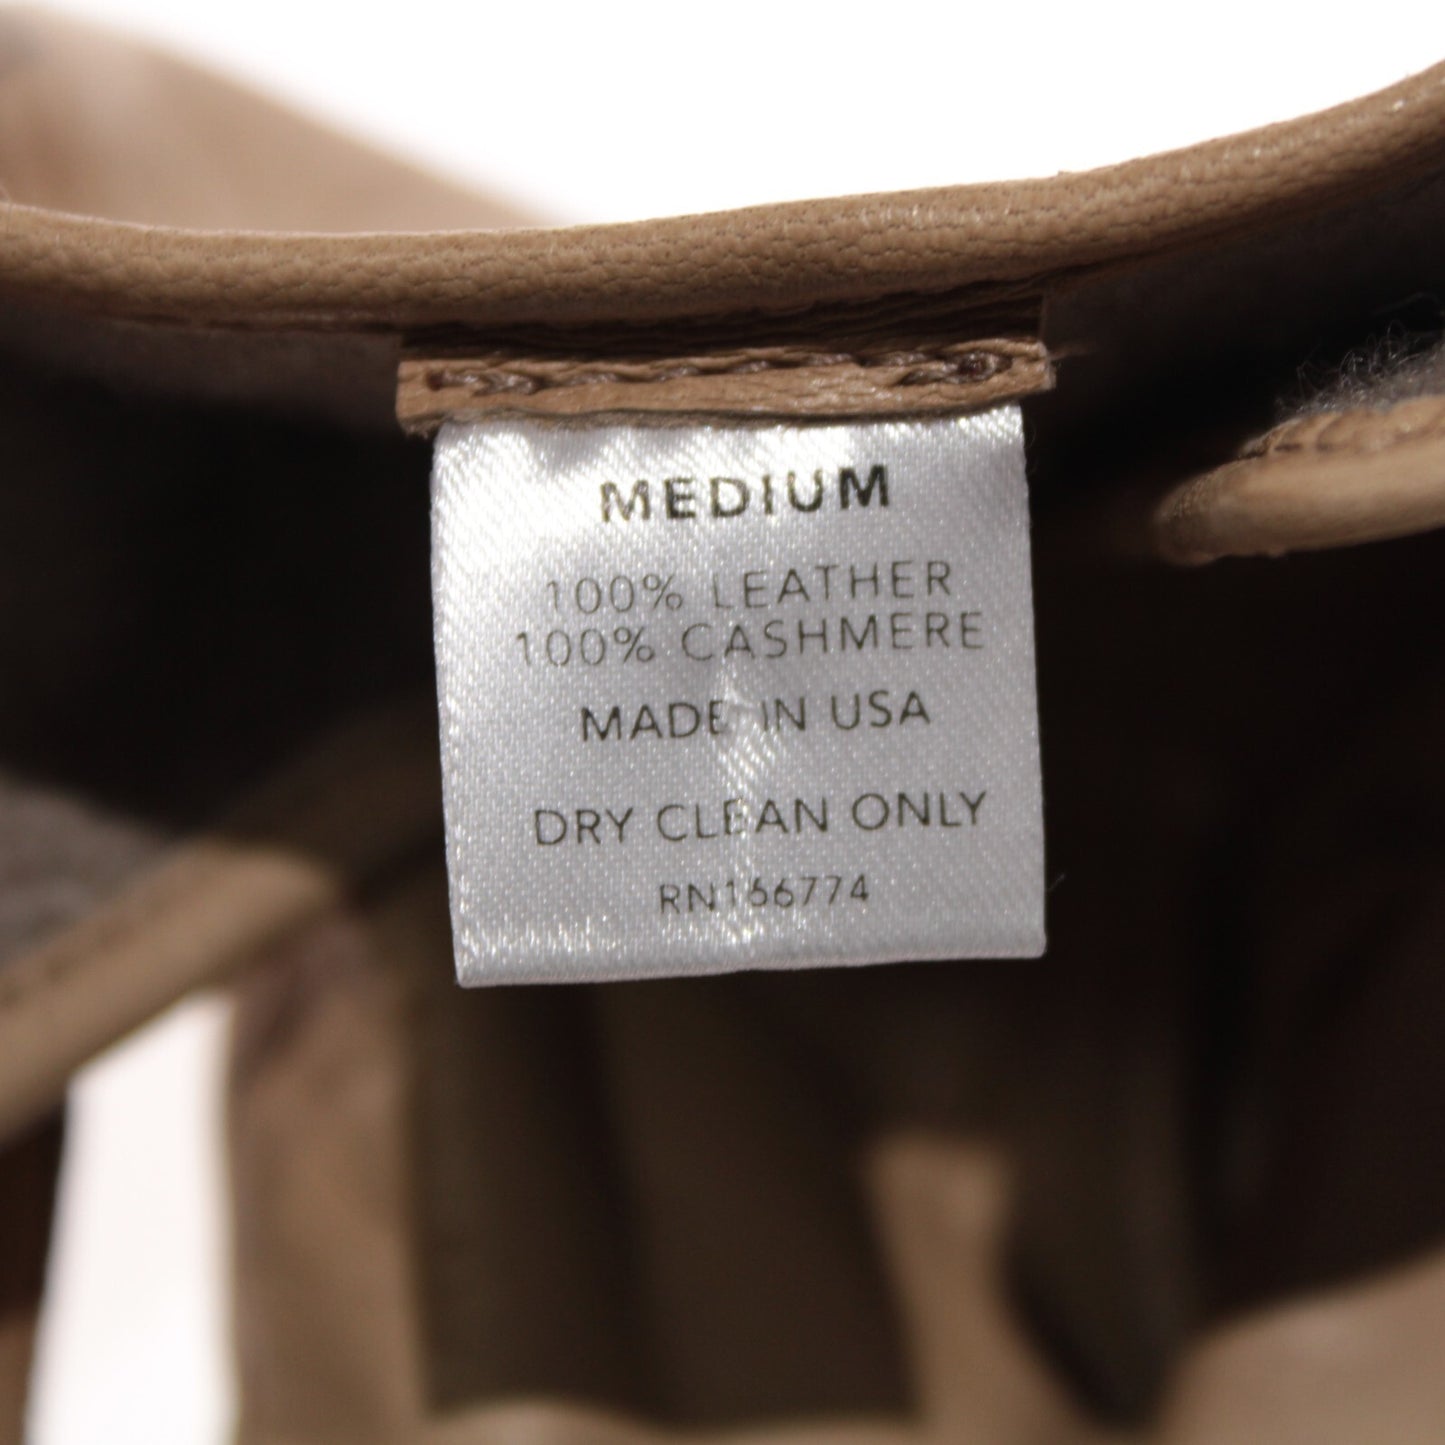 MEDIUM
100% LEATHER
100% CASHMERE
MADE IN USA
DRY CLEAN ONLY
RN166774